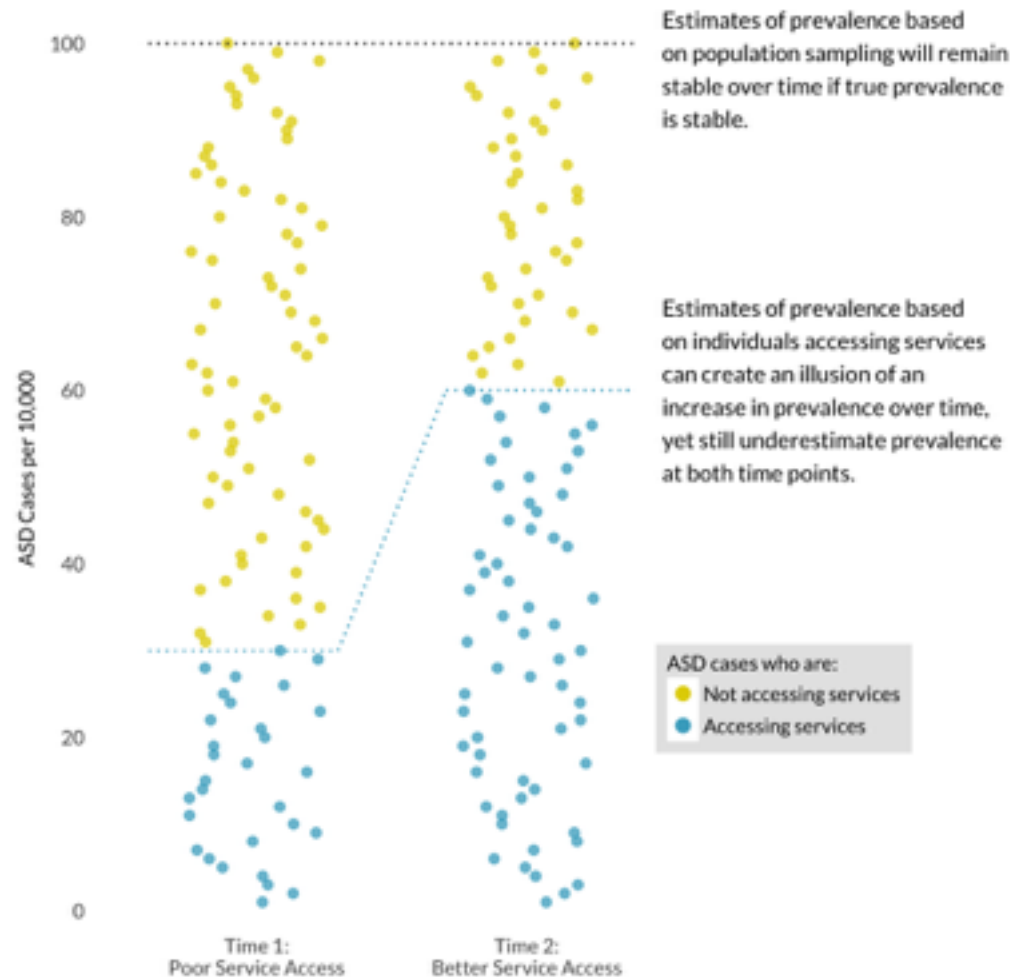 Estimates of prevalence based
on population sampling will remain
stable over time if true prevalence
is stable.
100
80
Estimates of prevalence based
on individuals accessing services
can create an illusion of an
increase in prevalence over time,
yet still underestimate prevalence
at both time points.
60
ASD Cases per 10,000
40
ASD cases who are:
Not accessing services
Accessing services
20
0
Time 1:
Poor Service Access
Time 2:
Better Service Access